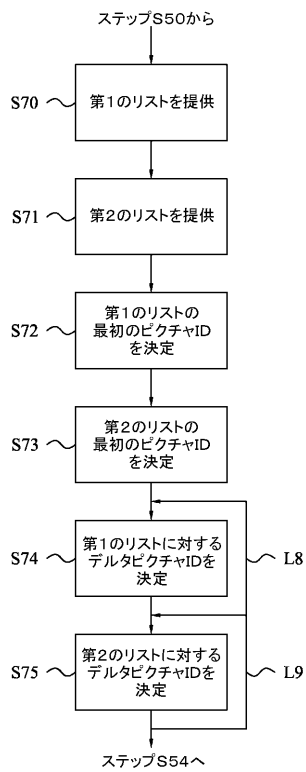 ステップS50から
S70
第1のリストを提供
S71
第2のリストを提供
S72
第1のリストの
最初のピクチャID
を決定
S73
第2のリストの
最初のピクチャID
を決定
S74
第1のリストに対する
デルタピクチャIDを
決定
L8
S75
第2のリストに対する
デルタピクチャIDを
決定
L9
ステップS54へ